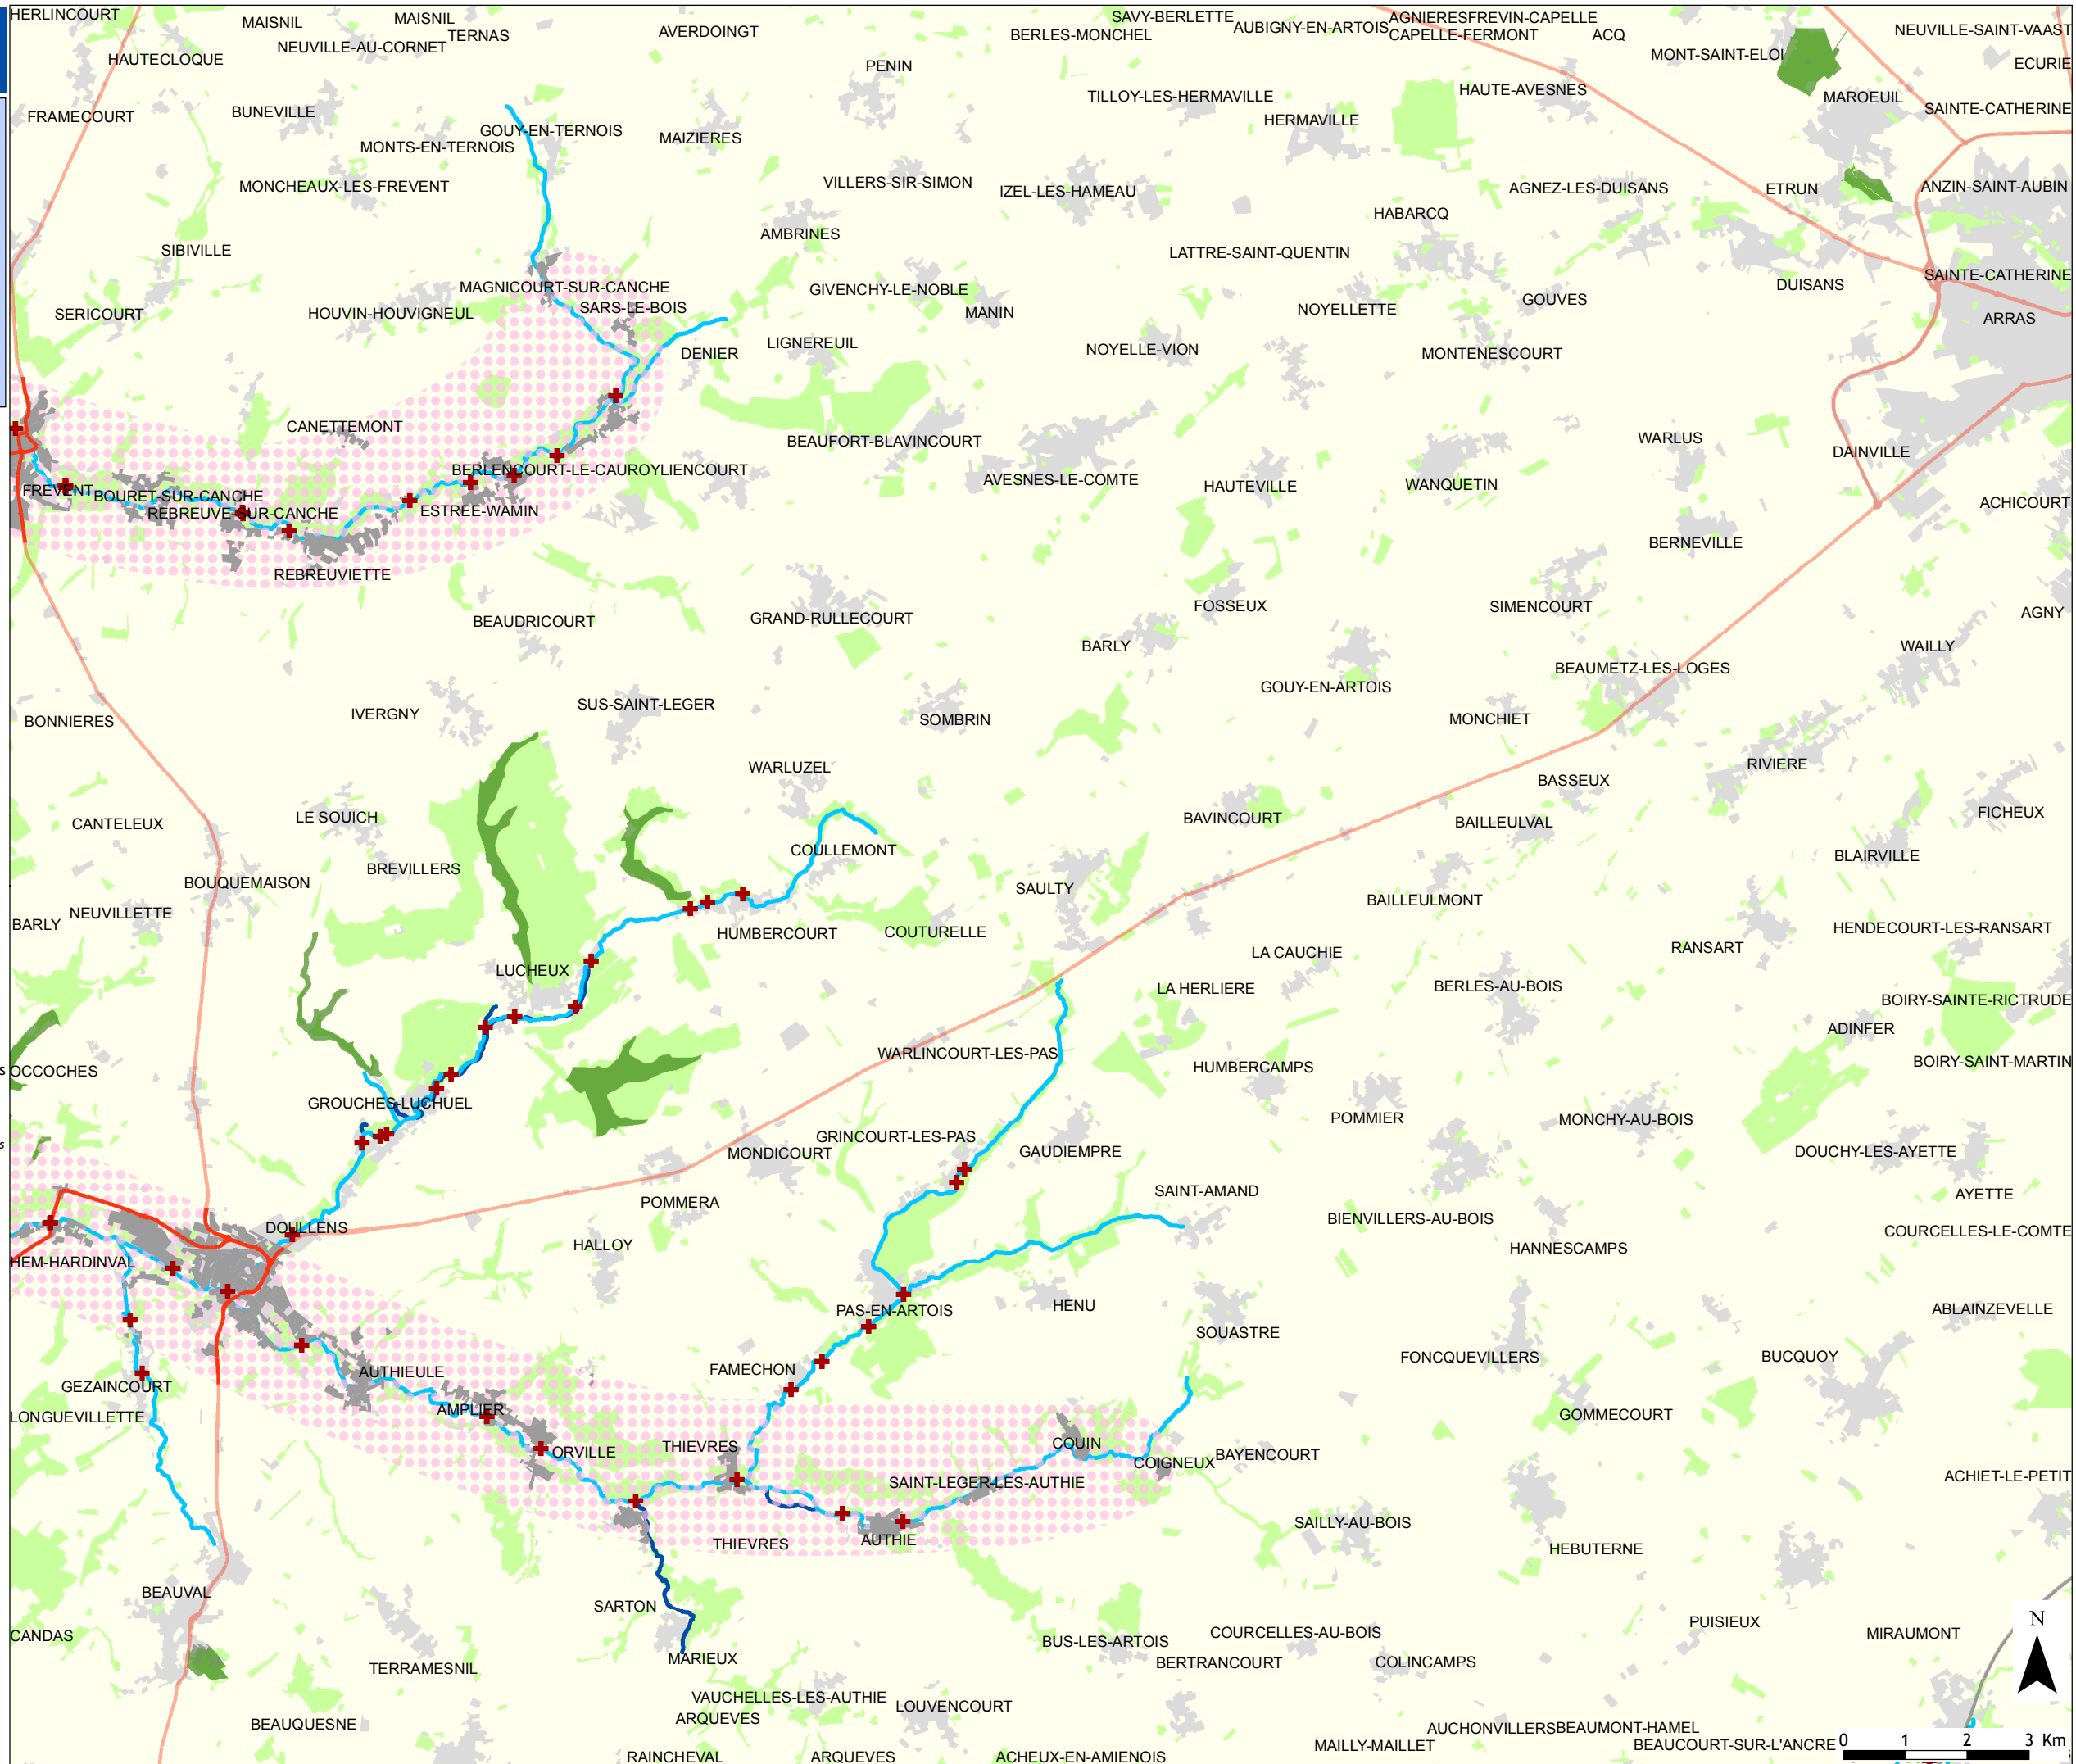 HERLINCOURT
MAISNIL
MAISNIL
TERNAS
AVERDOINGT
SAVY-BERLETTE
AUBIGNY-EN-ARTOIS
AGNIERES
FREVIN-CAPELLE
NEUVILLE-SAINT-VAAST
HAUTECLOQUE
NEUVILLE-AU-CORNET
BERLES-MONCHEL
CAPELLE-FERMONT
ACQ
MONT-SAINT-ELOI
ECURIE
PENIN
FRAMECOURT
BUNEVILLE
GOUY-EN-TERNOIS
MAIZIERES
TILLOY-LES-HERMAVILLE
HERMAVILLE
HAUTE-AVESNES
MAROEUIL
SAINTE-CATHERINE
MONTS-EN-TERNOIS
MONCHEAUX-LES-FREVENT
VILLERS-SIR-SIMON
IZEL-LES-HAMEAU
AGNEZ-LES-DUISANS
ETRUN
ANZIN-SAINT-AUBIN
SIBIVILLE
AMBRINES
HABARCQ
LATTRE-SAINT-QUENTIN
SAINTE-CATHERINE
MAGNICOURT-SUR-CANCHE
GIVENCHY-LE-NOBLE
DUISANS
SERICOURT
HOUVIN-HOUVIGNEUL
SARS-LE-BOIS
MANIN
NOYELLETTE
GOUVES
ARRAS
DENIER
LIGNEREUIL
NOYELLE-VION
MONTENESCOURT
CANETTEMONT
BEAUFORT-BLAVINCOURT
WARLUS
DAINVILLE
BERLENCOURT-LE-CAUROY
LIENCOURT
AVESNES-LE-COMTE
HAUTEVILLE
WANQUETIN
FREVENT
BOURET-SUR-CANCHE
REBREUVE-SUR-CANCHE
ESTREE-WAMIN
ACHICOURT
BERNEVILLE
REBREUVIETTE
BEAUDRICOURT
GRAND-RULLECOURT
FOSSEUX
SIMENCOURT
AGNY
BARLY
WAILLY
BEAUMETZ-LES-LOGES
BONNIERES
IVERGNY
SUS-SAINT-LEGER
SOMBRIN
GOUY-EN-ARTOIS
MONCHIET
WARLUZEL
BASSEUX
RIVIERE
CANTELEUX
LE SOUICH
BAVINCOURT
BAILLEULVAL
FICHEUX
BREVILLERS
COULLEMONT
BLAIRVILLE
BOUQUEMAISON
SAULTY
BAILLEULMONT
BARLY
NEUVILLETTE
HUMBERCOURT
COUTURELLE
HENDECOURT-LES-RANSART
RANSART
LUCHEUX
LA CAUCHIE
LA HERLIERE
BERLES-AU-BOIS
BOIRY-SAINTE-RICTRUDE
ADINFER
OCCOCHES
WARLINCOURT-LES-PAS
HUMBERCAMPS
BOIRY-SAINT-MARTIN
GROUCHES-LUCHUEL
POMMIER
MONCHY-AU-BOIS
MONDICOURT
GRINCOURT-LES-PAS
GAUDIEMPRE
DOUCHY-LES-AYETTE
POMMERA
SAINT-AMAND
AYETTE
DOULLENS
HALLOY
BIENVILLERS-AU-BOIS
HANNESCAMPS
COURCELLES-LE-COMTE
HEM-HARDINVAL
PAS-EN-ARTOIS
HENU
SOUASTRE
ABLAINZEVELLE
GEZAINCOURT
AUTHIEULE
FAMECHON
FONCQUEVILLERS
BUCQUOY
LONGUEVILLETTE
AMPLIER
GOMMECOURT
ORVILLE
THIEVRES
COUIN
COIGNEUX
BAYENCOURT
SAINT-LEGER-LES-AUTHIE
ACHIET-LE-PETIT
THIEVRES
AUTHIE
SAILLY-AU-BOIS
HEBUTERNE
BEAUVAL
SARTON
CANDAS
TERRAMESNIL
MARIEUX
BUS-LES-ARTOIS
BERTRANCOURT
COURCELLES-AU-BOIS
COLINCAMPS
PUISIEUX
MIRAUMONT
N
VAUCHELLES-LES-AUTHIE
LOUVENCOURT
BEAUQUESNE
ARQUEVES
AUCHONVILLERS
BEAUMONT-HAMEL
RAINCHEVAL
ARQUEVES
ACHEUX-EN-AMIENOIS
MAILLY-MAILLET
BEAUCOURT-SUR-L'ANCRE
0 1 2 3 Km